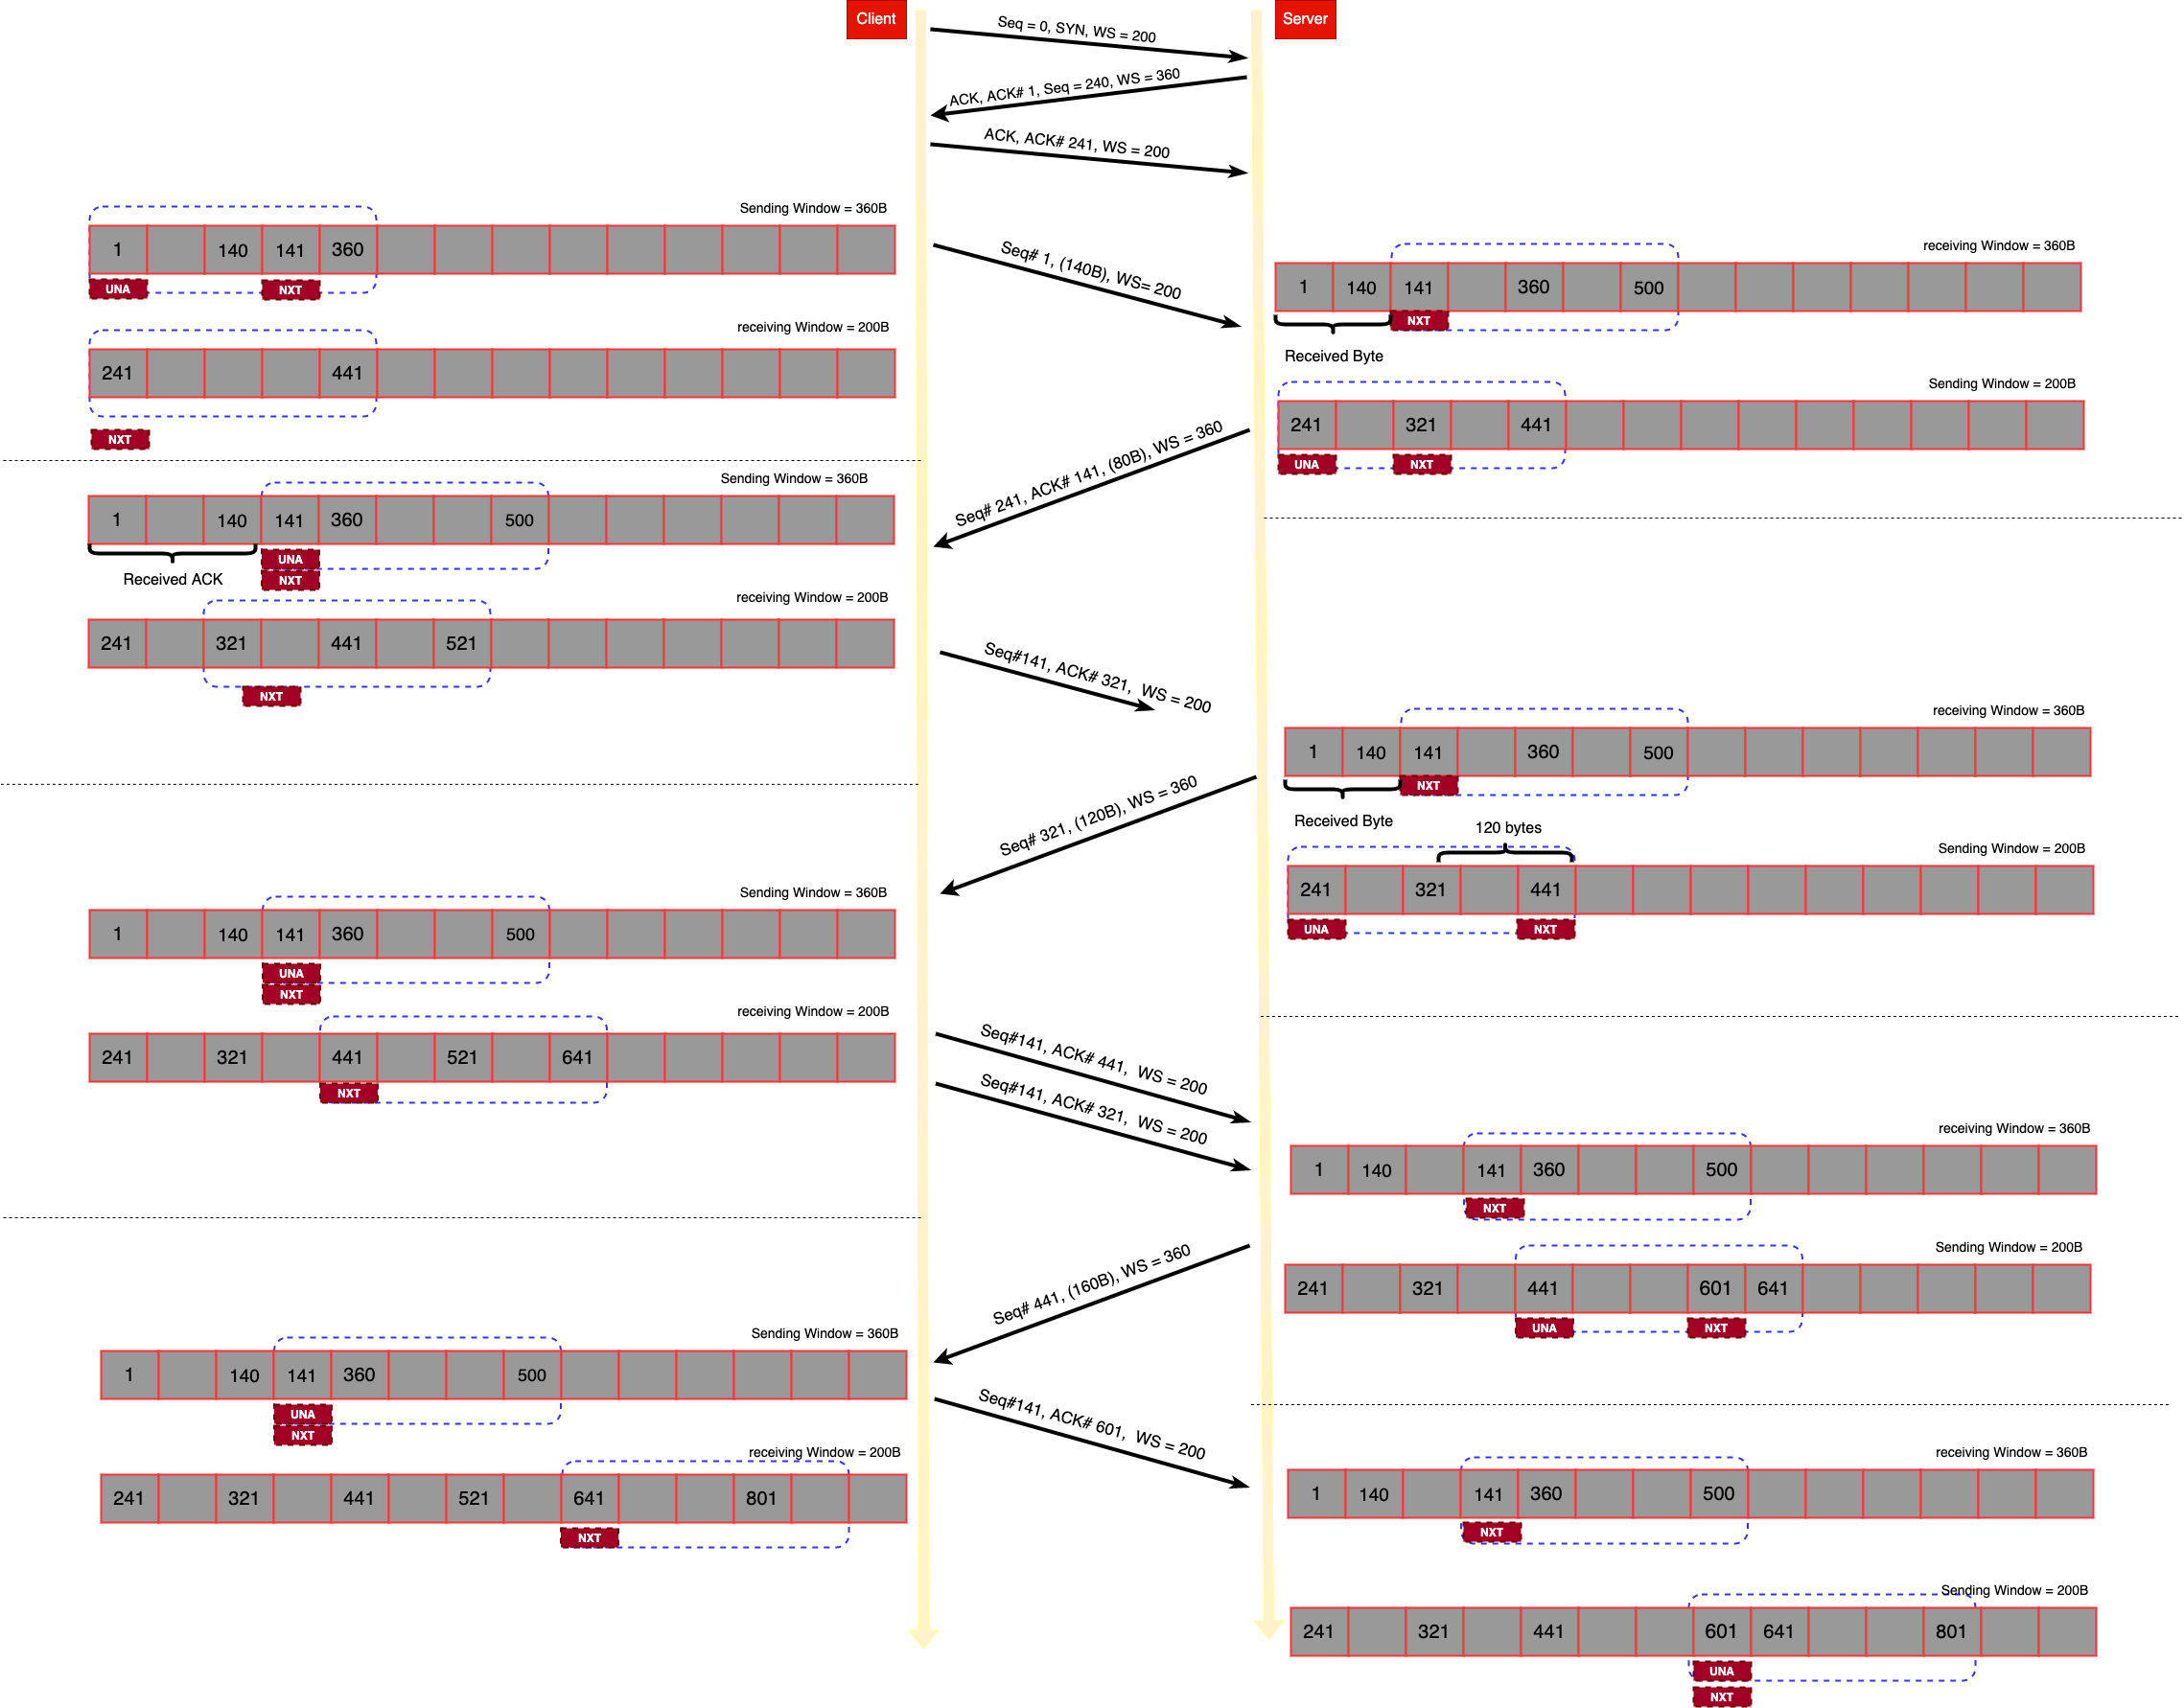 Client
Server
Seq = 0, SYN, WS = 200
ACK, ACK# 1, Seq = 240, WS = 360
ACK, ACK# 241, WS = 200
Sending Window = 360B
1 140 141 360
UNA NXT
Seq# 1, (140B), WS= 200
receiving Window = 360B
1 140 141 360 500
NXT
Received Byte
receiving Window = 200B
241 441
NXT
Sending Window = 200B
241 321 441
UNA NXT
Seq# 241, ACK# 141, (80B), WS = 360
Sending Window = 360B
1 140 141 360 500
UNA
NXT
Received ACK
receiving Window = 200B
241 321 441 521
NXT
Seq#141, ACK# 321, WS = 200
receiving Window = 360B
1 140 141 360 500
NXT
Received Byte
120 bytes
Sending Window = 200B
241 321 441
UNA NXT
Seq# 321, (120B), WS = 360
Sending Window = 360B
1 140 141 360 500
UNA
NXT
receiving Window = 200B
241 321 441 521 641
NXT
Seq#141, ACK# 441, WS = 200
Seq#141, ACK# 321, WS = 200
receiving Window = 360B
1 140 141 360 500
NXT
Sending Window = 200B
241 321 441 601 641
UNA NXT
Seq# 441, (160B), WS = 360
Sending Window = 360B
1 140 141 360 500
UNA
NXT
receiving Window = 200B
241 321 441 521 641 801
NXT
Seq#141, ACK# 601, WS = 200
receiving Window = 360B
1 140 141 360 500
NXT
Sending Window = 200B
241 321 441 601 641 801
UNA
NXT